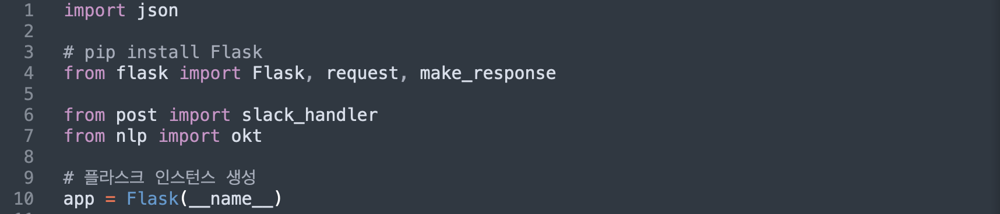 1 import json
2
3 # pip install Flask
4 from flask import Flask, request, make_response
5
6 from post import slack_handler
7 from nlp import okt
8
9 # 플라스크 인스턴스 생성
10 app = Flask(__name__)